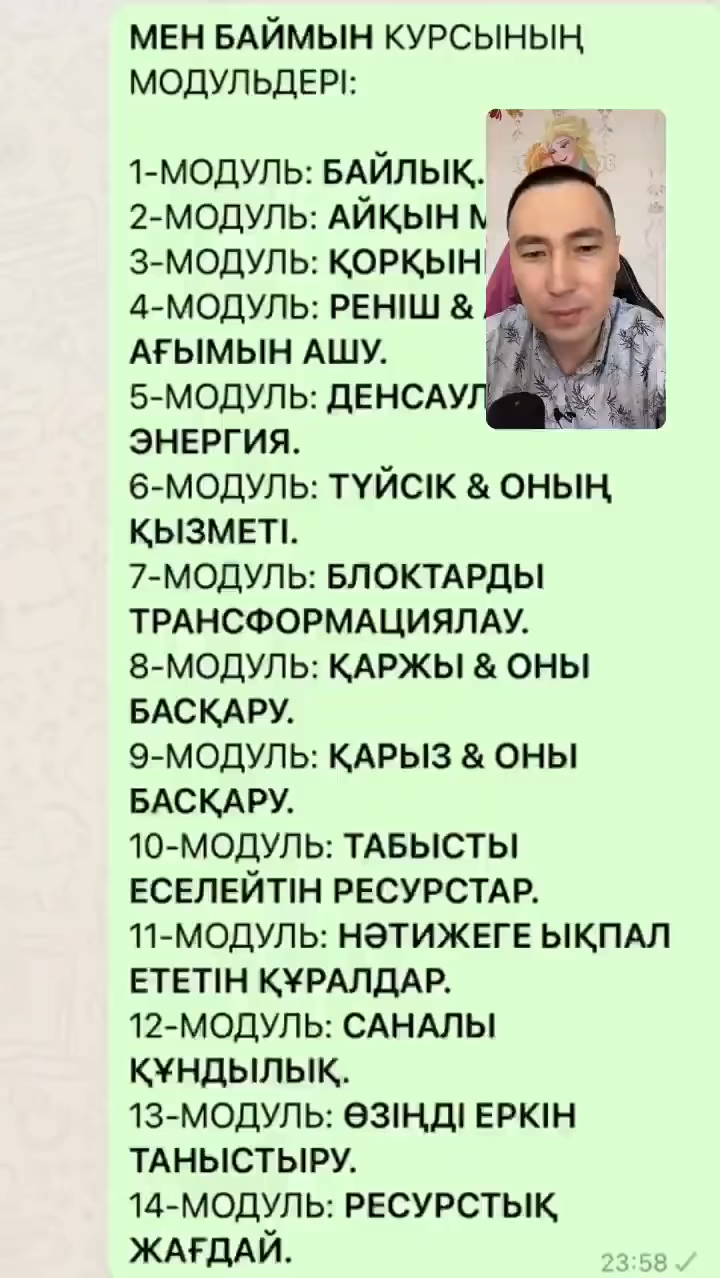 МЕН БАЙМЫН КУРСЫНЫҢ
МОДУЛЬДЕРІ:
1-МОДУЛЬ: БАЙЛЫҚ.
2-МОДУЛЬ: АЙҚЫН
3-МОДУЛЬ:
4-МОДУЛЬ: РЕНІШ &
АҒЫМЫН АШУ.
5-МОДУЛЬ:
ЭНЕРГИЯ.
6-МОДУЛЬ: ТҮЙСІК & ОНЫҢ
ҚЫЗМЕТІ.
7-МОДУЛЬ: БЛОКТАРДЫ
ТРАНСФОРМАЦИЯЛАУ.
8-МОДУЛЬ: ҚАРЖЫ & ОНЫ
БАСҚАРУ.
9-МОДУЛЬ: ҚАРЫЗ & ОНЫ
БАСҚАРУ.
10-МОДУЛЬ: ТАБЫСТЫ
ЕСЕЛЕЙТІН РЕСУРСТАР.
11-МОДУЛЬ: НӘТИЖЕГЕ ЫҚПАЛ
ЕТЕТІН ҚҰРАЛДАР.
12-МОДУЛЬ: САНАЛЫ
ҚҰНДЫЛЫҚ.
13-МОДУЛЬ: ӨЗІҢДІ ЕРКІН
ТАНЫСТЫРУ.
14-МОДУЛЬ: РЕСУРСТЫҚ
ЖАҒДАЙ.
23:58